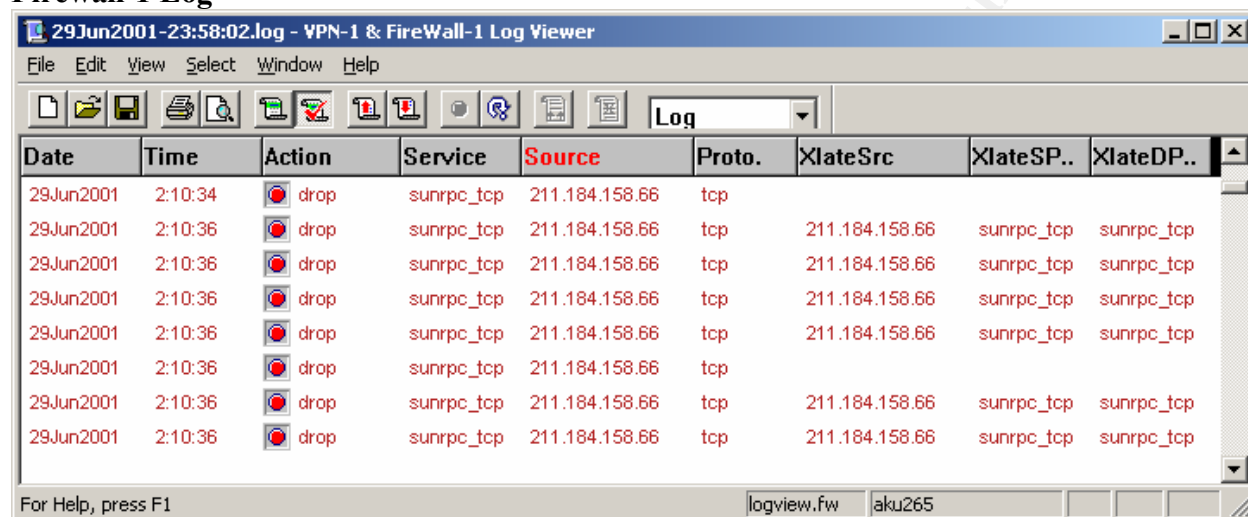 Firewall-1 Log
29Jun2001-23:58:02.log - VPN-1 & FireWall-1 Log Viewer
File Edit View Select Window Help
Log
Date Time Action Service Source Proto. XlateSrc XlateSP.. XlateDP..
29Jun2001 2:10:34 drop sunrpc_tcp 211.184.158.66 tcp
29Jun2001 2:10:36 drop sunrpc_tcp 211.184.158.66 tcp 211.184.158.66 sunrpc_tcp sunrpc_tcp
29Jun2001 2:10:36 drop sunrpc_tcp 211.184.158.66 tcp 211.184.158.66 sunrpc_tcp sunrpc_tcp
29Jun2001 2:10:36 drop sunrpc_tcp 211.184.158.66 tcp 211.184.158.66 sunrpc_tcp sunrpc_tcp
29Jun2001 2:10:36 drop sunrpc_tcp 211.184.158.66 tcp 211.184.158.66 sunrpc_tcp sunrpc_tcp
29Jun2001 2:10:36 drop sunrpc_tcp 211.184.158.66 tcp
29Jun2001 2:10:36 drop sunrpc_tcp 211.184.158.66 tcp 211.184.158.66 sunrpc_tcp sunrpc_tcp
29Jun2001 2:10:36 drop sunrpc_tcp 211.184.158.66 tcp 211.184.158.66 sunrpc_tcp sunrpc_tcp
For Help, press F1 logview.fw aku265